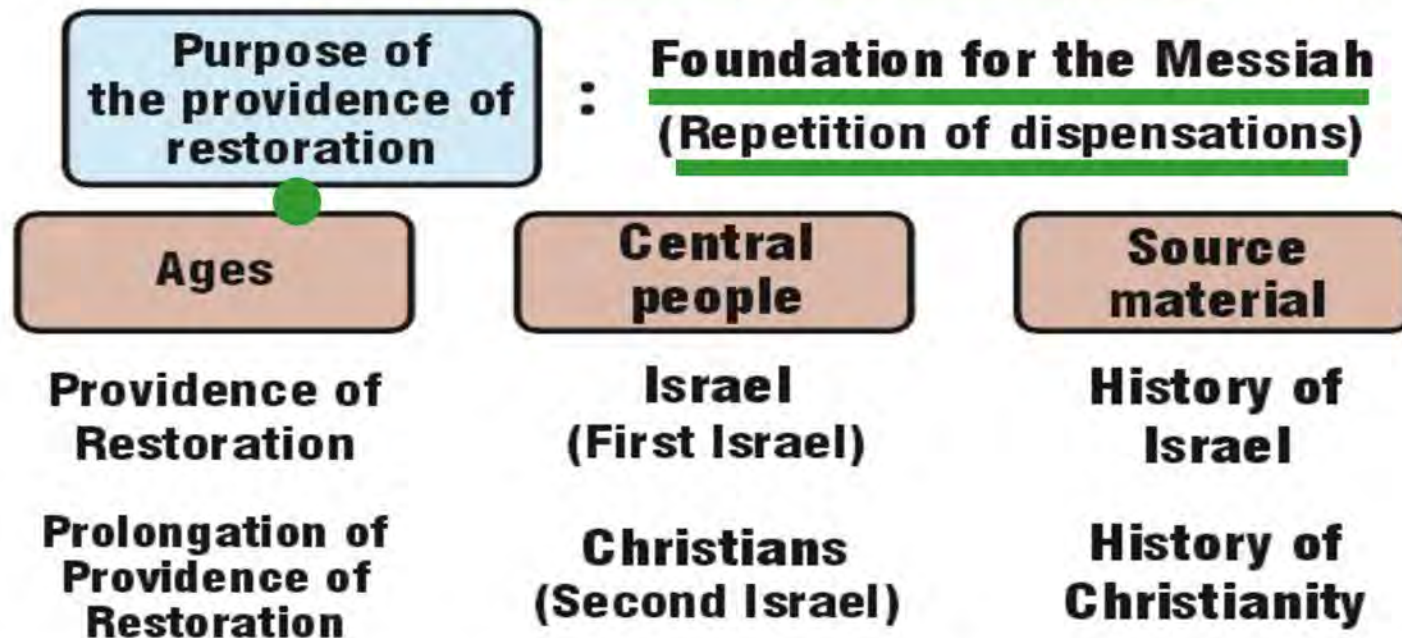 Purpose of
the providence of
restoration
:
Foundation for the Messiah
(Repetition of dispensations)
Ages
Central
people
Source
material
Providence of
Restoration
Israel
(First Israel)
History of
Israel
Prolongation of
Providence of
Restoration
Christians
(Second Israel)
History of
Christianity